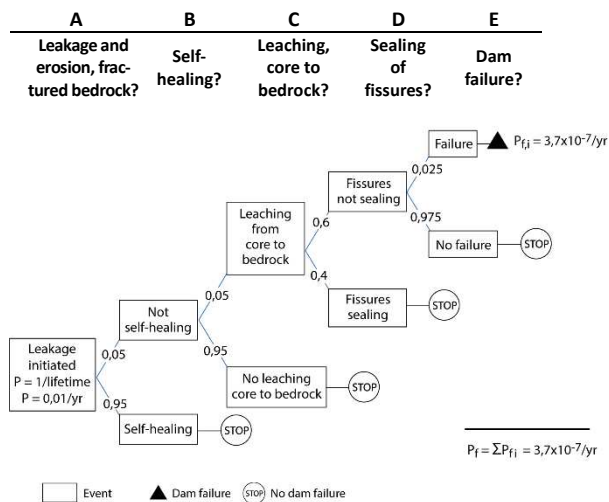 A B C D E
Leakage and
erosion, frac-
tured bedrock?
Self-
healing?
Leaching,
core to
bedrock?
Sealing
of
fissures?
Dam
failure?
Failure
P_{f,i} = 3,7x10^{-7}/yr
0,025
Fissures
not sealing
0,975
Leaching
from
core to
bedrock
0,6
No failure
STOP
0,4
Not
self-healing
0,05
Fissures
sealing
STOP
Leakage
initiated
P = 1/lifetime
P = 0,01/yr
0,05
0,95
No leaching
core to bedrock
STOP
0,95
Self-healing
STOP
P_f = ΣP_{f i} = 3,7x10^{-7}/yr
Event
Dam failure
STOP
No dam failure